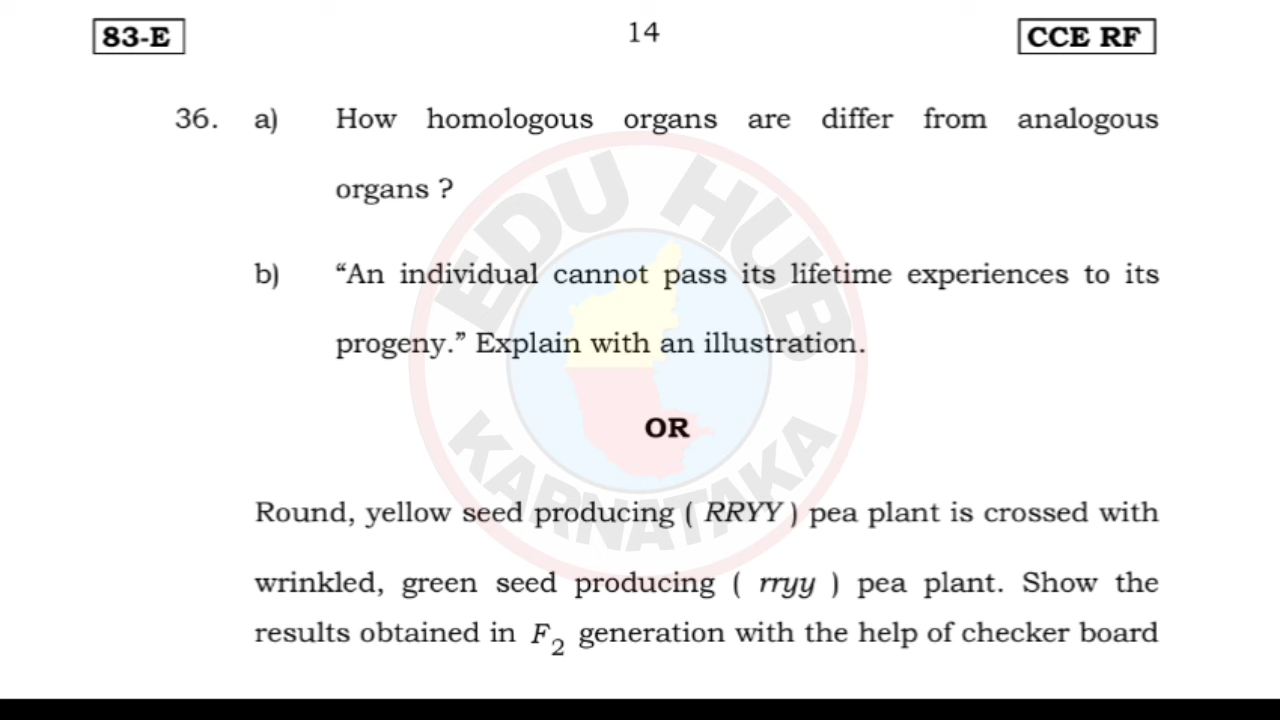 83-E 14 CCE RF
36. a) How homologous organs are differ from analogous
organs ?
b) “An individual cannot pass its lifetime experiences to its
progeny.” Explain with an illustration.
OR
Round, yellow seed producing ( RRYY ) pea plant is crossed with
wrinkled, green seed producing ( rryy ) pea plant. Show the
results obtained in F₂ generation with the help of checker board
EDU HUB
KARNATAKA